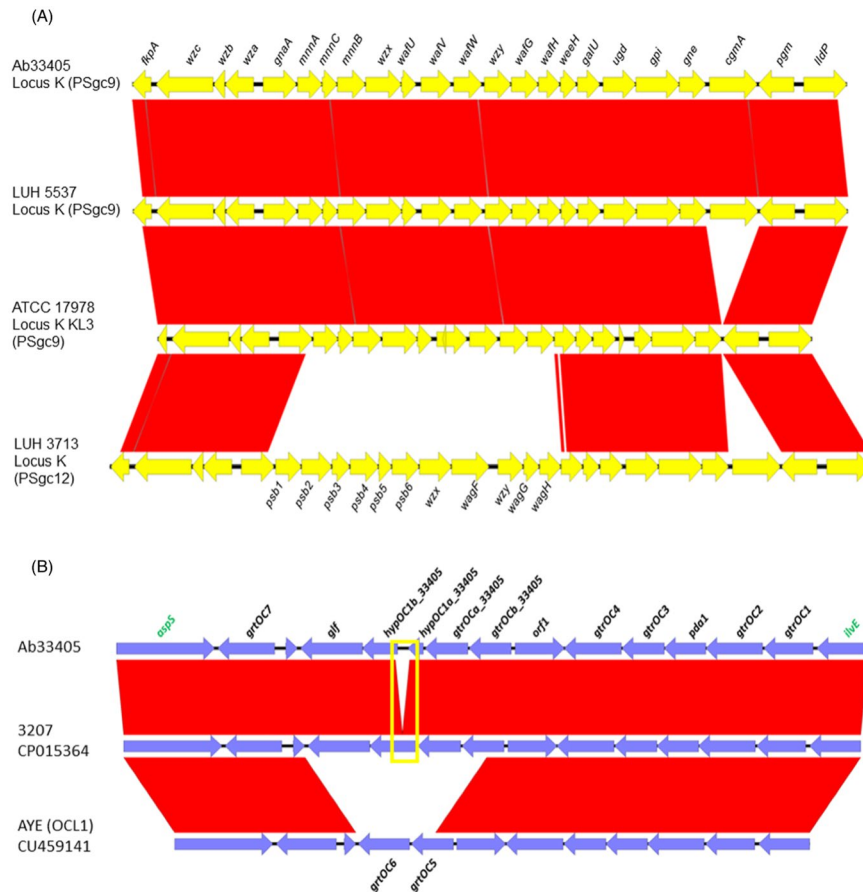 (A)
fkpA wzc wzb wza gnaA mnnA mnnC mnnB wzx wafU wafV wafW wzy wafG wafH weeH galU ugd gpi gne cgmA pgm lldP
Ab33405
Locus K (PSgc9)
LUH 5537
Locus K (PSgc9)
ATCC 17978
Locus K KL3
(PSgc9)
LUH 3713
Locus K
(PSgc12)
psb1 psb2 psb3 psb4 psb5 psb6 wzx wagF wzy wagG wagH
(B)
aspS grtOC7 glf hypOC1b_33405 hypOC1a_33405 gtrOCa_33405 gtrOCb_33405 orf1 gtrOC4 gtrOC3 pda1 gtrOC2 gtrOC1 ilvE
Ab33405
3207
CP015364
AYE (OCL1)
CU459141
grtOC6 grtOC5